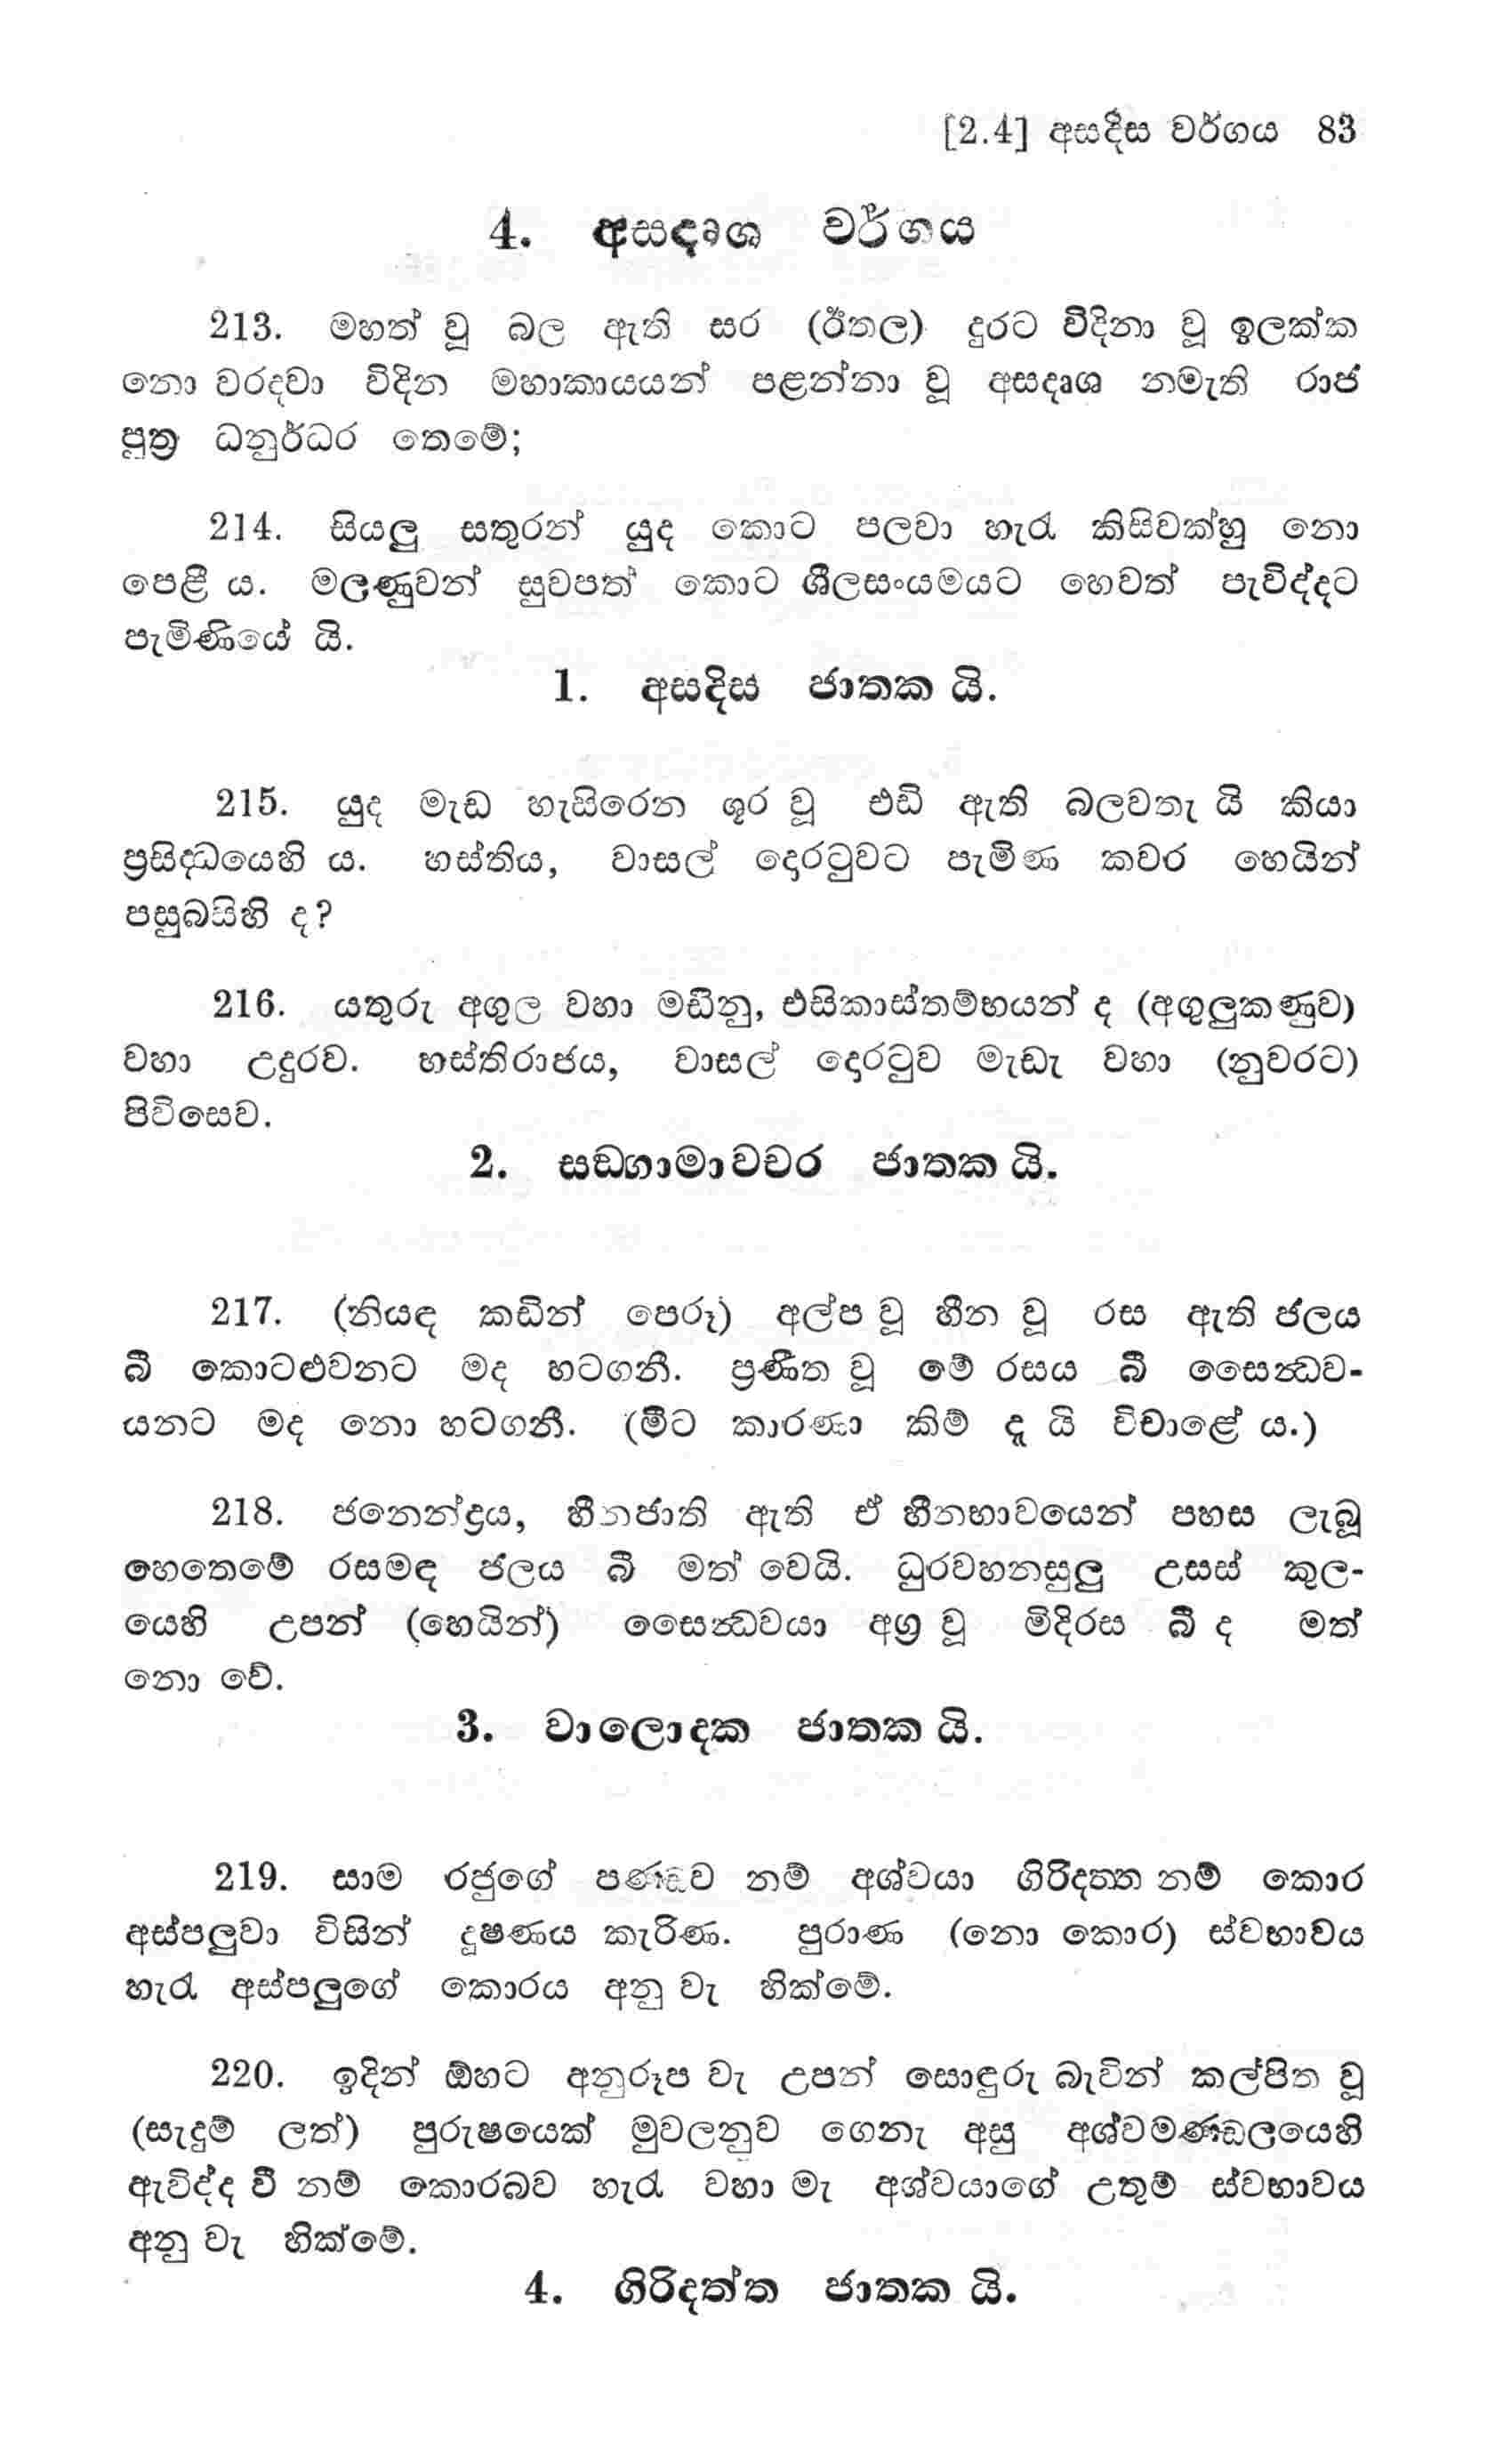 [2.4] අසදිස වර්ගය 83
4. අසදෘශ වර්ගය
213. මහත් වූ බල ඇති සර (ඊතල) දුරට විදිනා වූ ඉලක්ක
නො වරදවා විදින මහාකායයන් පළන්නා වූ අසදෘශ නමැති රාජ
පුත්‍ර ධනුර්ධර තෙමේ;
214. සියලු සතුරන් යුද කොට පලවා හැර කිසිවක්හු නො
පෙළී ය. මලණුවන් සුවපත් කොට ශීලසංයමයට හෙවත් පැවිද්දට
පැමිණියේ යි.
1. අසදිස ජාතක යි.
215. යුද මැඩ හැසිරෙන ශූර වූ එඩි ඇති බලවතැ යි කියා
ප්‍රසිද්‍ධයෙහි ය. හස්තිය, වාසල් දොරටුවට පැමිණ කවර හෙයින්
පසුබසිහි ද?
216. යතුරු අගුල වහා මඩිනු, එසිකාස්තම්භයන් ද (අගුලුකණුව)
වහා උදුරව. හස්තිරාජය, වාසල් දොරටුව මැඩැ වහා (නුවරට)
පිවිසෙව.
2. සඞගාමාවචර ජාතක යි.
217. (නියඳ කඩින් පෙරූ) අල්ප වූ හීන වූ රස ඇති ජලය
බී කොටළුවනට මද හටගනී. ප්‍රණීත වූ මේ රසය බී සෛන්‍ධව-
යනට මද නො හටගනී. (මීට කාරණා කිම් දැ යි විචාළේ ය.)
218. ජනෙන්ද්‍රය, හීනජාති ඇති ඒ හීනභාවයෙන් පහස ලැබූ
හෙතෙමේ රසමඳ ජලය බී මත් වෙයි. ධුරවහනසුලු උසස් කුල-
යෙහි උපන් (හෙයින්) සෛන්‍ධවයා අග්‍ර වූ මිදිරස බී ද මත්
නො වේ.
3. වාලොදක ජාතක යි.
219. සාම රජුගේ පණ්‍ඩව නම් අශ්වයා ගිරිදත්‍ත නම් කොර
අස්පලුවා විසින් දූෂණය කැරිණ. පුරාණ (නො කොර) ස්වභාවය
හැර අස්පලුගේ කොරය අනු වැ හික්මේ.
220. ඉදින් ඕහට අනුරූප වැ උපන් සොඳුරු බැවින් කල්පිත වූ
(සැදුම් ලත්) පුරුෂයෙක් මුවලනුව ගෙනැ අසු අශ්වමණ්‍ඩලයෙහි
ඇවිද්ද වී නම් කොරබව හැර වහා මැ අශ්වයාගේ උතුම් ස්වභාවය
අනු වැ හික්මේ.
4. ගිරිදත්ත ජාතක යි.